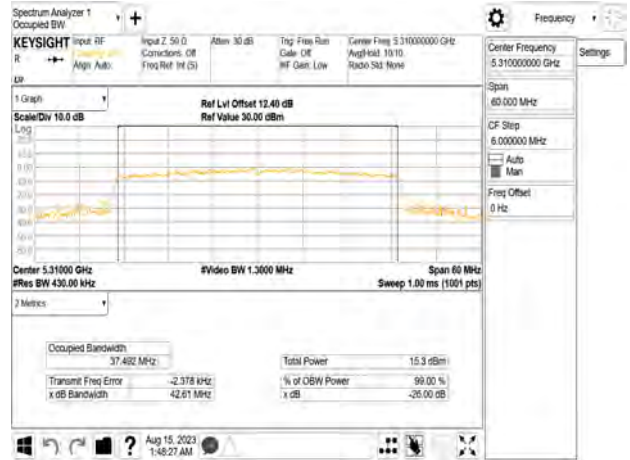 Spectrum Analyzer 1
Occupied BW
+
Frequency
KEYSIGHT
R
Input: RF
Align: Auto
Input Z: 50 Ω
Corrections: Off
Freq Ref: Int (S)
Atten: 30 dB
Trig: Free Run
Gate: Off
#IF Gain: Low
Center Freq: 5.310000000 GHz
Avg|Hold: 10/10
Radio Std: None
Center Frequency
5.310000000 GHz
Settings
Span
60.000 MHz
CF Step
6.000000 MHz
Auto
Man
Freq Offset
0 Hz
1 Graph
Scale/Div 10.0 dB
Ref Lvl Offset 12.40 dB
Ref Value 30.00 dBm
Log
Center 5.31000 GHz
#Video BW 1.3000 MHz
Span 60 MHz
#Res BW 430.00 kHz
Sweep 1.00 ms (1001 pts)
2 Metrics
Occupied Bandwidth
37.492 MHz
Total Power
15.3 dBm
Transmit Freq Error
-2.378 kHz
% of OBW Power
99.00 %
x dB Bandwidth
42.61 MHz
x dB
-26.00 dB
?
Aug 15, 2023
1:48:27 AM